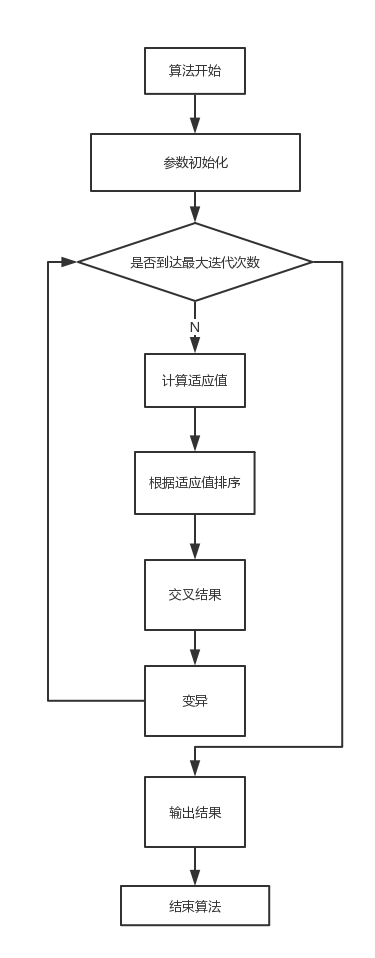 算法开始
参数初始化
是否到达最大迭代次数
N
计算适应值
根据适应值排序
交叉结果
变异
输出结果
结束算法